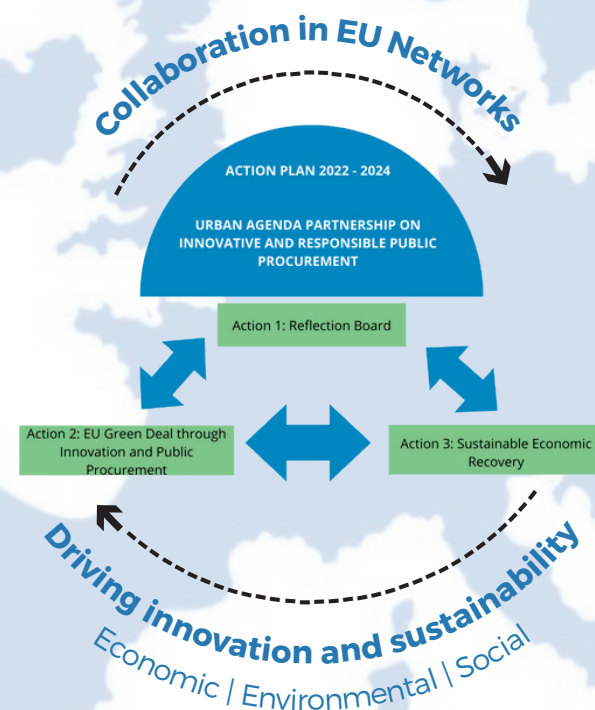 Collaboration in EU Networks
ACTION PLAN 2022 - 2024
URBAN AGENDA PARTNERSHIP ON
INNOVATIVE AND RESPONSIBLE PUBLIC
PROCUREMENT
Action 1: Reflection Board
Action 2: EU Green Deal through
Innovation and Public
Procurement
Action 3: Sustainable Economic
Recovery
Driving innovation and sustainability
Economic | Environmental | Social